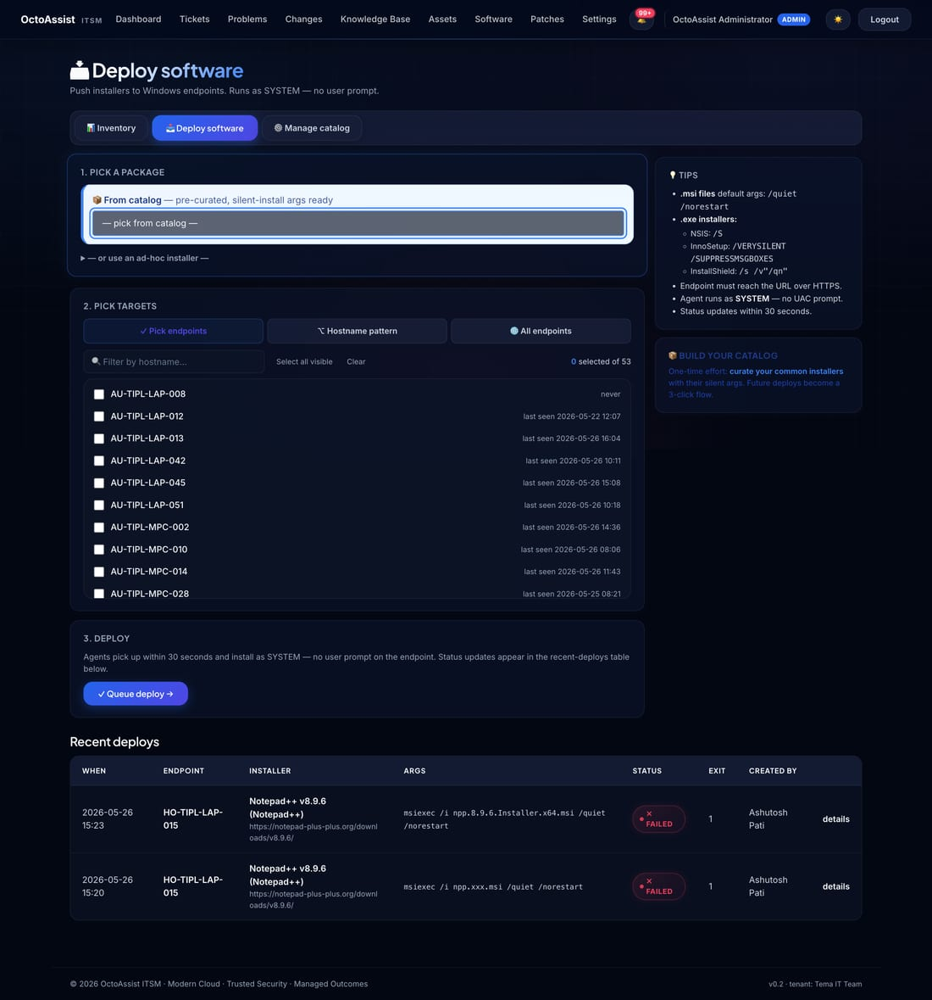 OctoAssist ITSM Dashboard Tickets Problems Changes Knowledge Base Assets Software Patches Settings 99+ OctoAssist Administrator ADMIN Logout
Deploy software
Push installers to Windows endpoints. Runs as SYSTEM — no user prompt.
Inventory Deploy software Manage catalog
1. PICK A PACKAGE
From catalog — pre-curated, silent-install args ready
— pick from catalog —
— or use an ad-hoc installer —
2. PICK TARGETS
✓ Pick endpoints ⌥ Hostname pattern All endpoints
Filter by hostname... Select all visible Clear 0 selected of 53
AU-TIPL-LAP-008 never
AU-TIPL-LAP-012 last seen 2026-05-22 12:07
AU-TIPL-LAP-013 last seen 2026-05-26 16:04
AU-TIPL-LAP-042 last seen 2026-05-26 10:11
AU-TIPL-LAP-045 last seen 2026-05-26 15:08
AU-TIPL-LAP-051 last seen 2026-05-26 10:18
AU-TIPL-MPC-002 last seen 2026-05-26 14:36
AU-TIPL-MPC-010 last seen 2026-05-26 08:06
AU-TIPL-MPC-014 last seen 2026-05-26 11:43
AU-TIPL-MPC-028 last seen 2026-05-25 08:21
3. DEPLOY
Agents pick up within 30 seconds and install as SYSTEM — no user prompt on the endpoint. Status updates appear in the recent-deploys table
below.
✓ Queue deploy →
TIPS
• .msi files default args: /quiet
/norestart
• .exe installers:
◦ NSIS: /S
◦ InnoSetup: /VERYSILENT
/SUPPRESSMSGBOXES
◦ InstallShield: /s /v"/qn"
• Endpoint must reach the URL over HTTPS.
• Agent runs as SYSTEM — no UAC prompt.
• Status updates within 30 seconds.
BUILD YOUR CATALOG
One-time effort: curate your common installers
with their silent args. Future deploys become a
3-click flow.
Recent deploys
WHEN ENDPOINT INSTALLER ARGS STATUS EXIT CREATED BY
2026-05-26
15:23
HO-TIPL-LAP-
015
Notepad++ v8.9.6
(Notepad++)
https://notepad-plus-plus.org/downl
oads/v8.9.6/
msiexec /i npp.8.9.6.Installer.x64.msi /quiet
/norestart
✕
FAILED
1
Ashutosh
Pati
details
2026-05-26
15:20
HO-TIPL-LAP-
015
Notepad++ v8.9.6
(Notepad++)
https://notepad-plus-plus.org/downl
oads/v8.9.6/
msiexec /i npp.xxx.msi /quiet /norestart
✕
FAILED
1
Ashutosh
Pati
details
© 2026 OctoAssist ITSM · Modern Cloud · Trusted Security · Managed Outcomes v0.2 · tenant: Tema IT Team